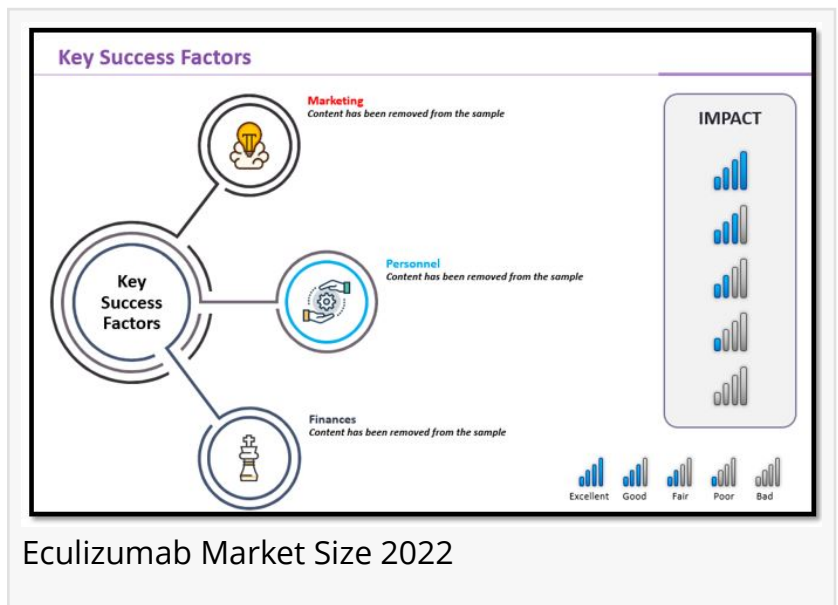 Key Success Factors
Marketing
Content has been removed from the sample
IMPACT
Personnel
Content has been removed from the sample
Key
Success
Factors
Finances
Content has been removed from the sample
Excellent Good Fair Poor Bad
Eculizumab Market Size 2022